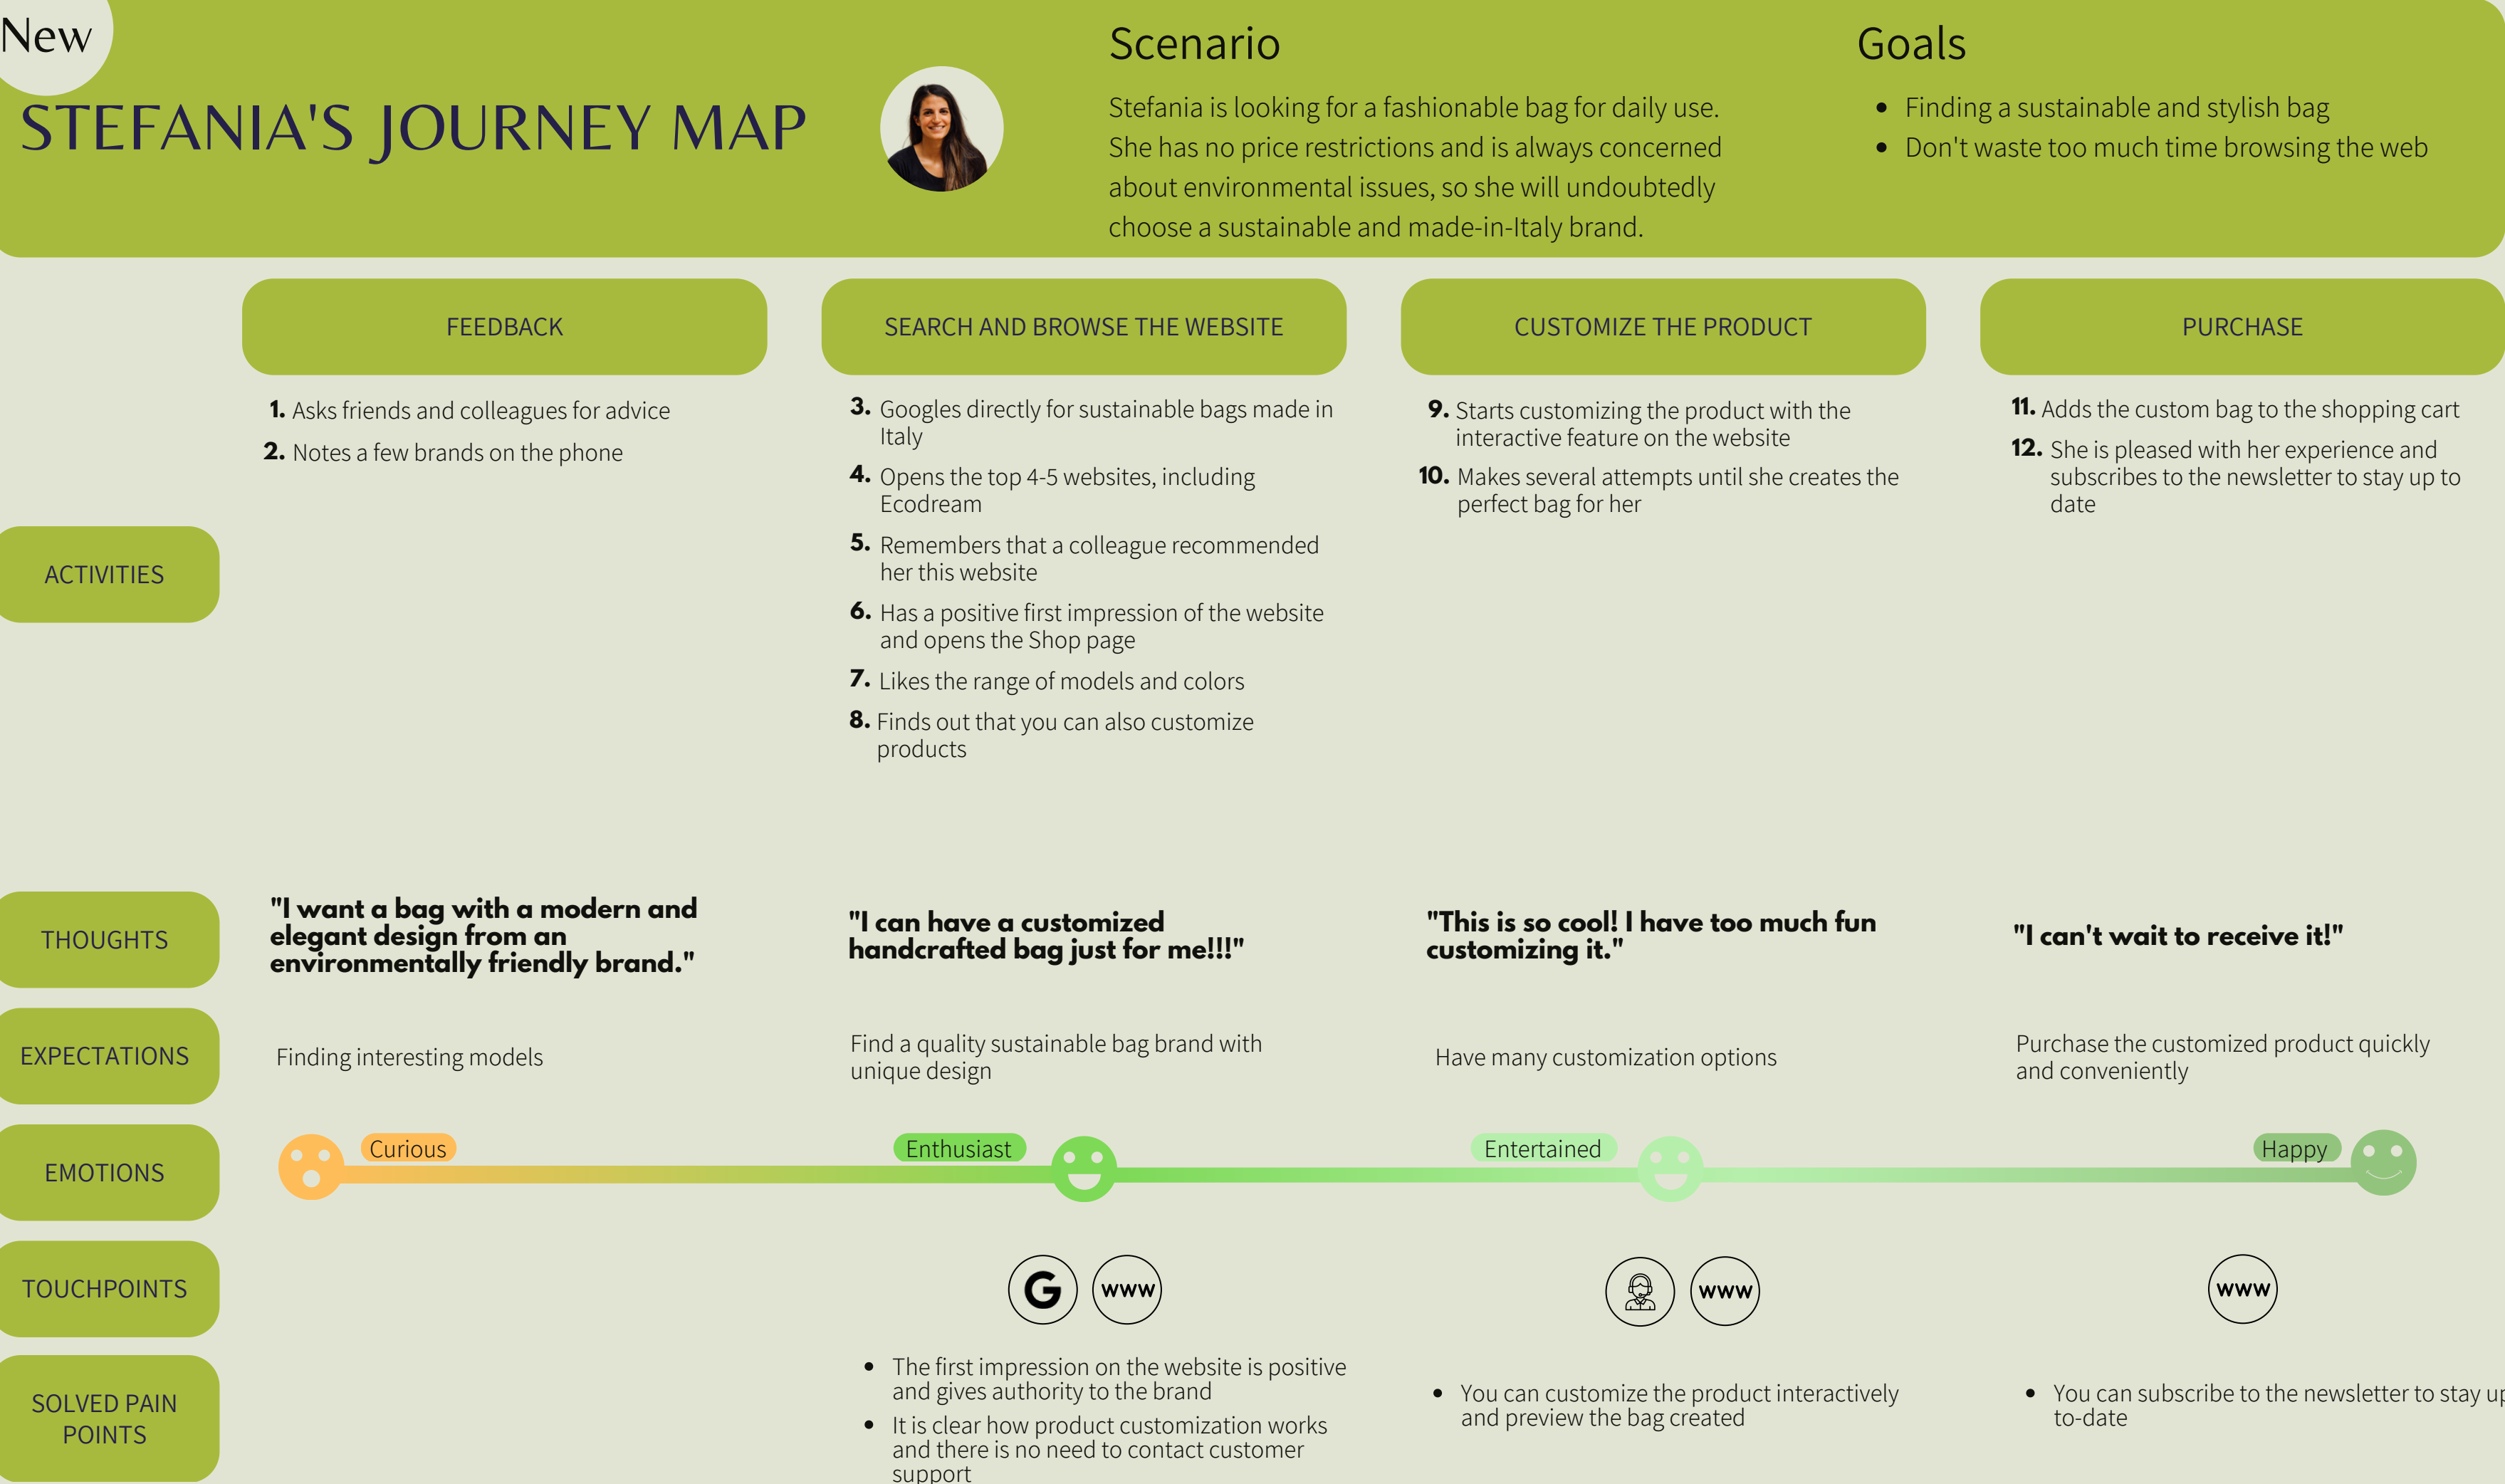 New
STEFANIA'S JOURNEY MAP
Scenario
Stefania is looking for a fashionable bag for daily use.
She has no price restrictions and is always concerned
about environmental issues, so she will undoubtedly
choose a sustainable and made-in-Italy brand.
Goals
• Finding a sustainable and stylish bag
• Don't waste too much time browsing the web
FEEDBACK
SEARCH AND BROWSE THE WEBSITE
CUSTOMIZE THE PRODUCT
PURCHASE
ACTIVITIES
1. Asks friends and colleagues for advice
2. Notes a few brands on the phone
3. Googles directly for sustainable bags made in
Italy
4. Opens the top 4-5 websites, including
Ecodream
5. Remembers that a colleague recommended
her this website
6. Has a positive first impression of the website
and opens the Shop page
7. Likes the range of models and colors
8. Finds out that you can also customize
products
9. Starts customizing the product with the
interactive feature on the website
10. Makes several attempts until she creates the
perfect bag for her
11. Adds the custom bag to the shopping cart
12. She is pleased with her experience and
subscribes to the newsletter to stay up to
date
THOUGHTS
"I want a bag with a modern and
elegant design from an
environmentally friendly brand."
"I can have a customized
handcrafted bag just for me!!!"
"This is so cool! I have too much fun
customizing it."
"I can't wait to receive it!"
EXPECTATIONS
Finding interesting models
Find a quality sustainable bag brand with
unique design
Have many customization options
Purchase the customized product quickly
and conveniently
EMOTIONS
Curious
Enthusiast
Entertained
Happy
TOUCHPOINTS
G
WWW
WWW
WWW
SOLVED PAIN
POINTS
• The first impression on the website is positive
and gives authority to the brand
• It is clear how product customization works
and there is no need to contact customer
support
• You can customize the product interactively
and preview the bag created
• You can subscribe to the newsletter to stay up
to-date